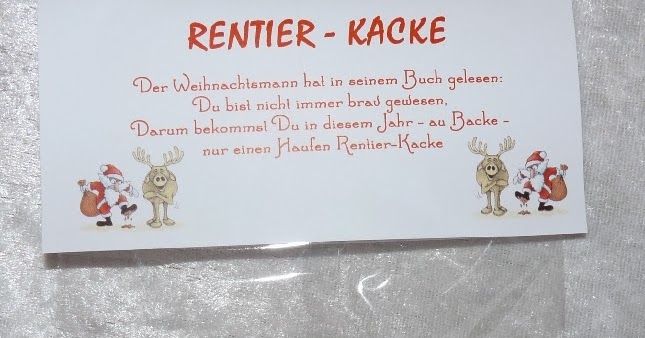 RENTIER - KACKE
Der Weihnachtsmann hat in seinem Buch gelesen:
Du bist nicht immer brav gewesen,
Darum bekommst Du in diesem Jahr - au Backe -
nur einen Haufen Rentier-Kacke